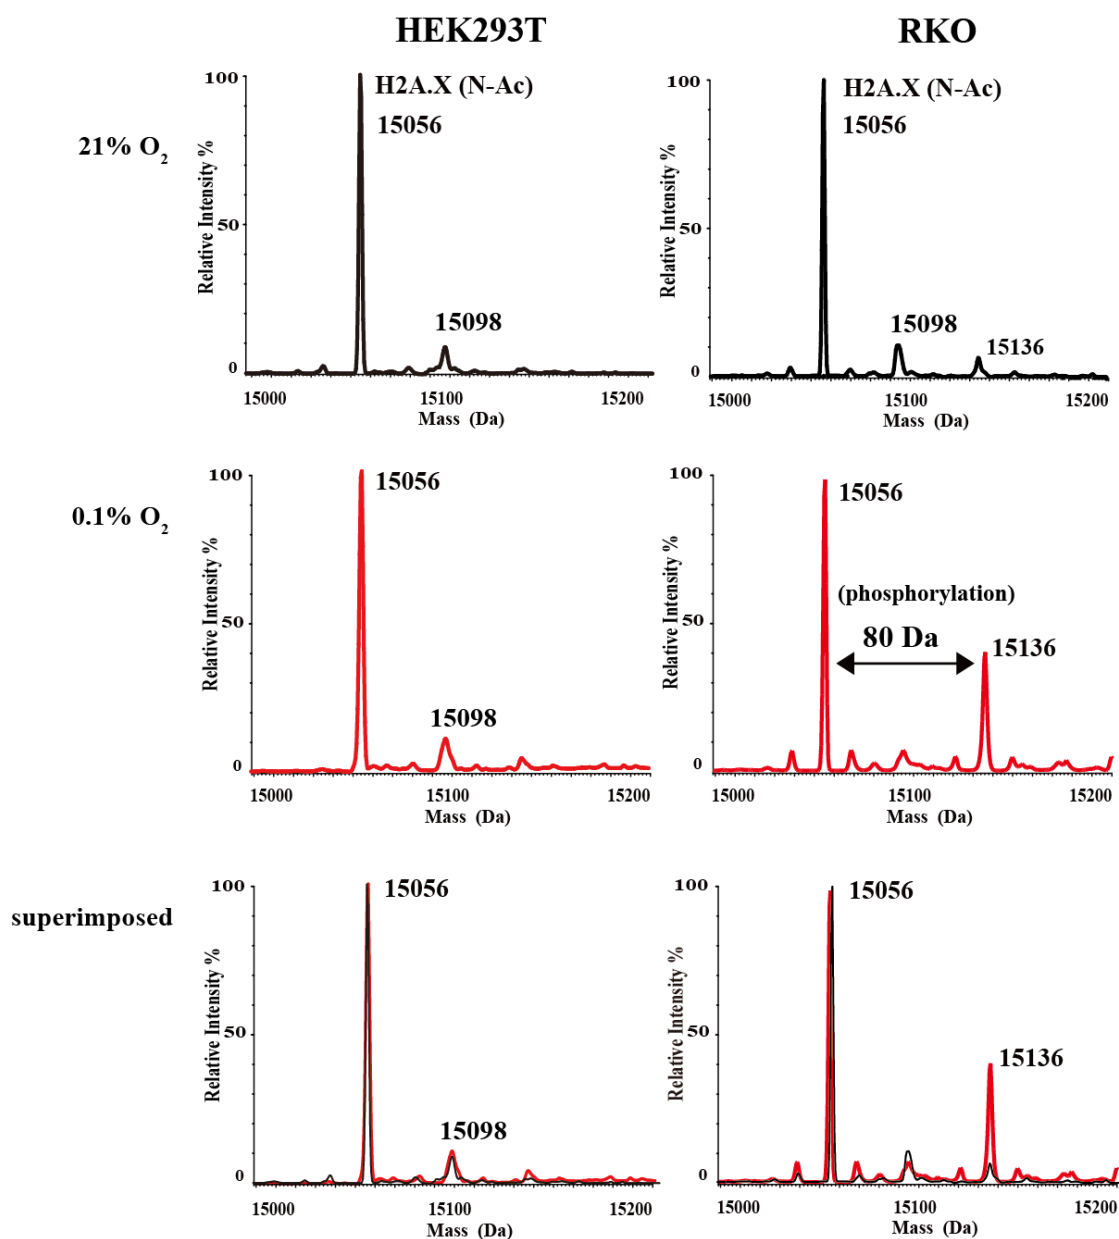 HEK293T
RKO
21% O2
Relative Intensity %
100
50
0
H2A.X (N-Ac)
15056
15098
15000
15100
15200
Mass (Da)
Relative Intensity %
100
50
0
H2A.X (N-Ac)
15056
15098
15136
15000
15100
15200
Mass (Da)
0.1% O2
Relative Intensity %
100
50
0
15056
15098
15000
15100
15200
Mass (Da)
Relative Intensity %
100
50
0
15056
(phosphorylation)
80 Da
15136
15000
15100
15200
Mass (Da)
superimposed
Relative Intensity %
100
50
0
15056
15098
15000
15100
15200
Mass (Da)
Relative Intensity %
100
50
0
15056
15136
15000
15100
15200
Mass (Da)